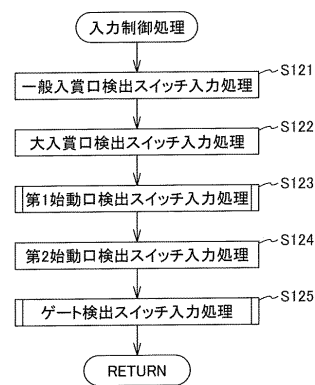 入力制御処理
一般入賞口検出スイッチ入力処理
S121
大入賞口検出スイッチ入力処理
S122
第1始動口検出スイッチ入力処理
S123
第2始動口検出スイッチ入力処理
S124
ゲート検出スイッチ入力処理
S125
RETURN